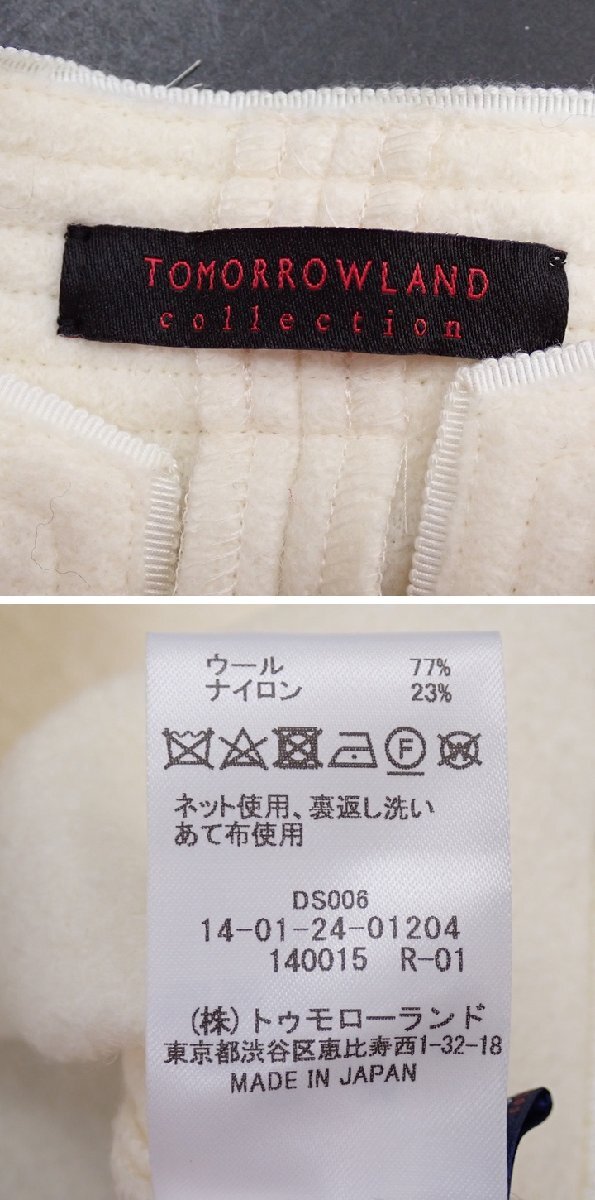 TOMORROWLAND
collection
ウール 77%
ナイロン 23%
F W
ネット使用、裏返し洗い
あて布使用
DS006
14-01-24-01204
140015 R-01
(株)トゥモローランド
東京都渋谷区恵比寿西1-32-18
MADE IN JAPAN